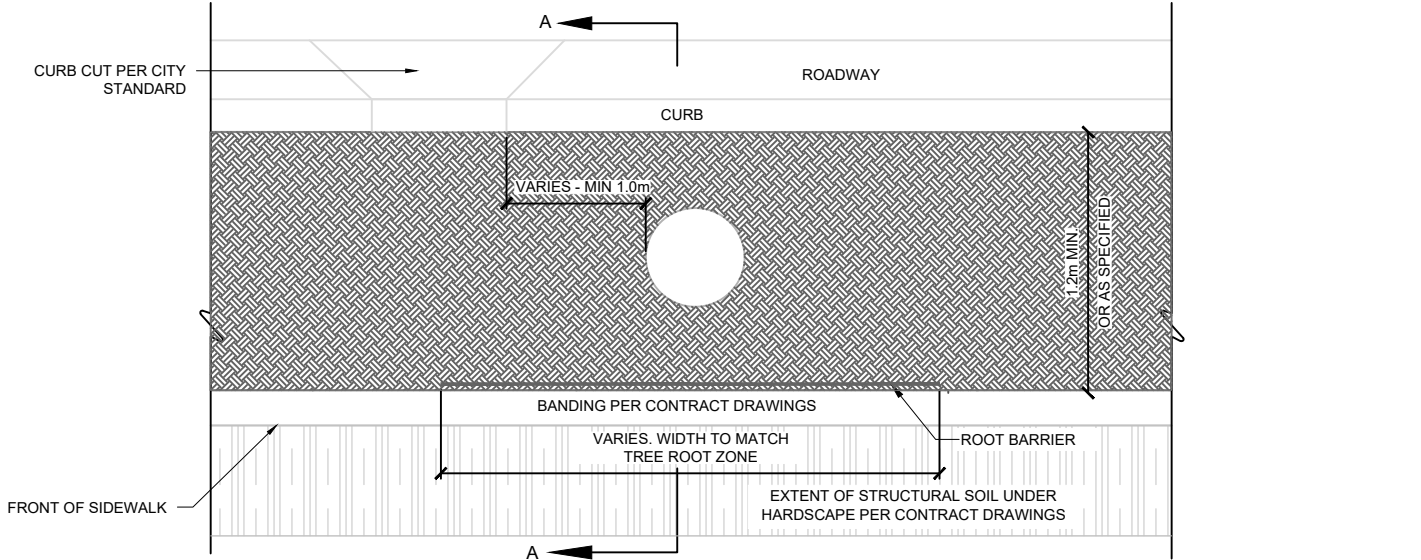 A
CURB CUT PER CITY
STANDARD
ROADWAY
CURB
VARIES - MIN 1.0m
1.2m MIN.
OR AS SPECIFIED
BANDING PER CONTRACT DRAWINGS
VARIES. WIDTH TO MATCH
TREE ROOT ZONE
ROOT BARRIER
FRONT OF SIDEWALK
EXTENT OF STRUCTURAL SOIL UNDER
HARDSCAPE PER CONTRACT DRAWINGS
A